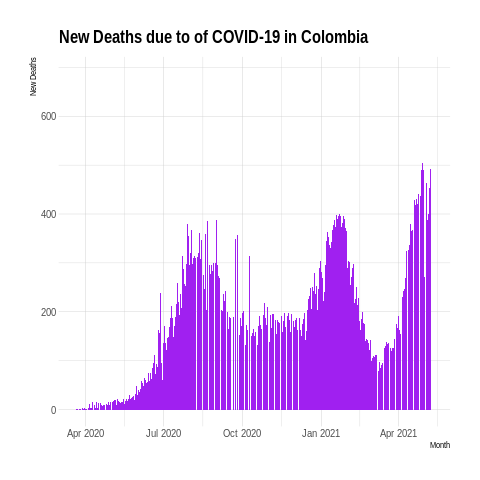 New Deaths due to of COVID-19 in Colombia
New Deaths
600
400
200
0
Apr 2020 Jul 2020 Oct 2020 Jan 2021 Apr 2021
Month